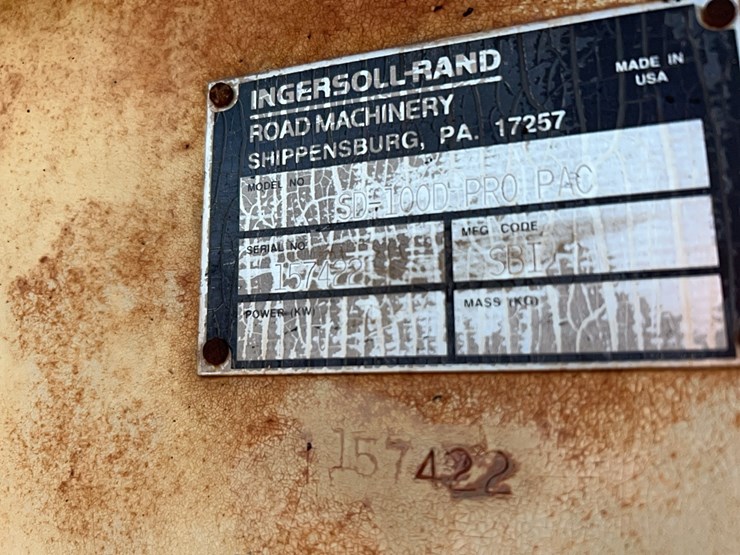 INGERSOLL-RAND
MADE IN
USA
ROAD MACHINERY
SHIPPENSBURG, PA. 17257
MODEL NO
SD-100D PRO PAC
SERIAL NO.
157422
MFG CODE
SBI
POWER (KW)
MASS (KG)
157422